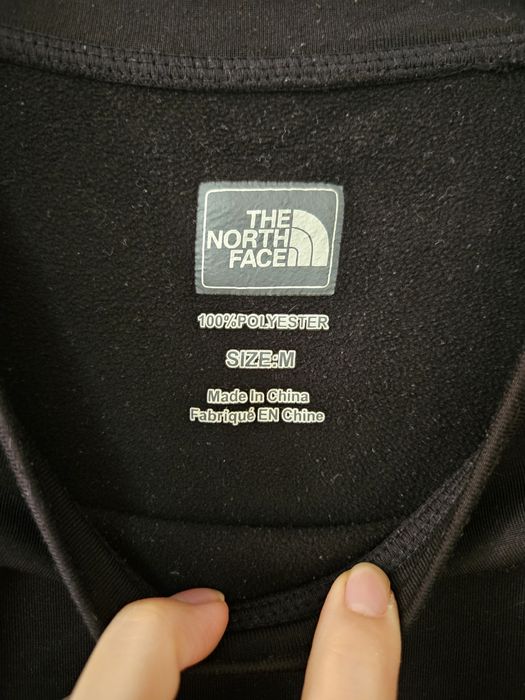 THE
NORTH
FACE
100%POLYESTER
SIZE:M
Made In China
Fabriqué EN Chine